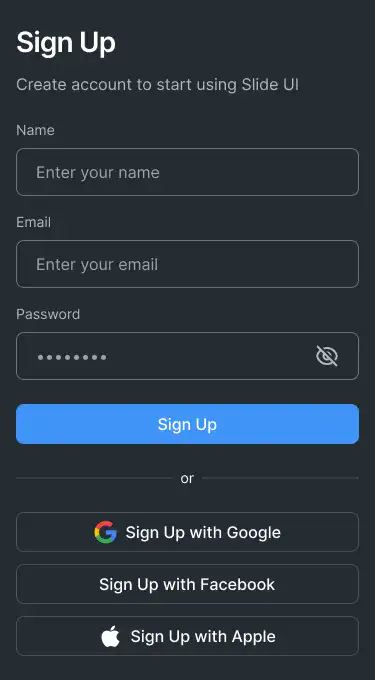 Sign Up
Create account to start using Slide UI
Name
Enter your name
Email
Enter your email
Password
••••••••
Sign Up
or
Sign Up with Google
Sign Up with Facebook
Sign Up with Apple